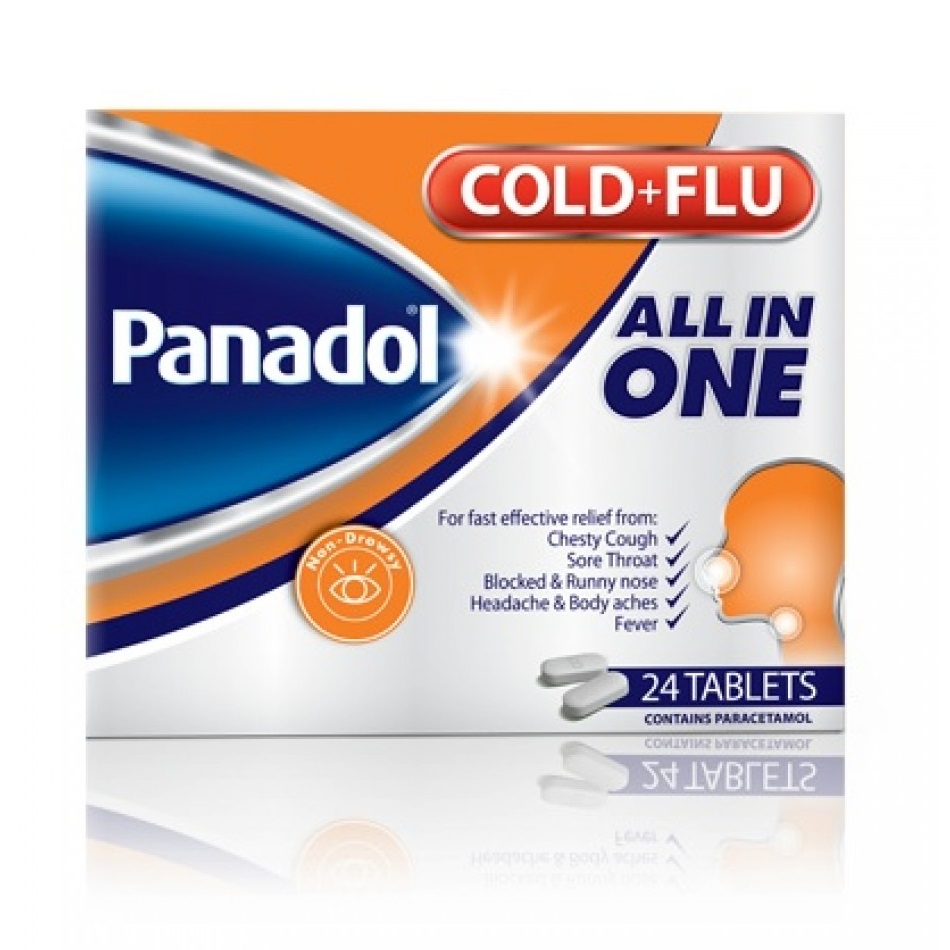 COLD+FLU
Panadol®
ALL IN
ONE
Non-Drowsy
For fast effective relief from:
Chesty Cough ✓
Sore Throat ✓
Blocked & Runny nose ✓
Headache & Body aches ✓
Fever ✓
24 TABLETS
CONTAINS PARACETAMOL